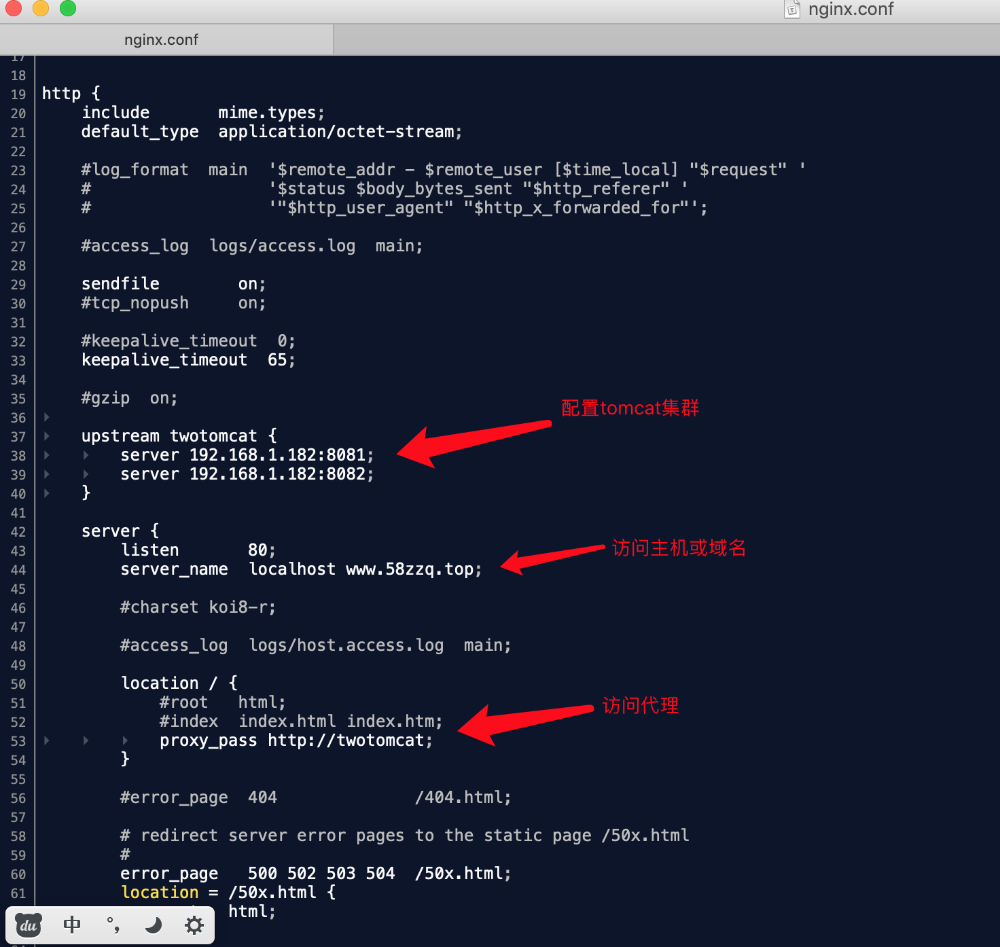 nginx.conf
nginx.conf
17
18
19 http {
20     include       mime.types;
21     default_type  application/octet-stream;
22
23     #log_format  main  '$remote_addr - $remote_user [$time_local] "$request" '
24     #                  '$status $body_bytes_sent "$http_referer" '
25     #                  '"$http_user_agent" "$http_x_forwarded_for"';
26
27     #access_log  logs/access.log  main;
28
29     sendfile        on;
30     #tcp_nopush     on;
31
32     #keepalive_timeout  0;
33     keepalive_timeout  65;
34
35     #gzip  on;
配置tomcat集群
36
37     upstream twotomcat {
38         server 192.168.1.182:8081;
39         server 192.168.1.182:8082;
40     }
41
42     server {
43         listen       80;
访问主机或域名
44         server_name  localhost www.58zzq.top;
45
46         #charset koi8-r;
47
48         #access_log  logs/host.access.log  main;
49
50         location / {
51             #root   html;
访问代理
52             #index  index.html index.htm;
53             proxy_pass http://twotomcat;
54         }
55
56         #error_page  404              /404.html;
57
58         # redirect server error pages to the static page /50x.html
59         #
60         error_page   500 502 503 504  /50x.html;
61         location = /50x.html {
html;
du 中 °,